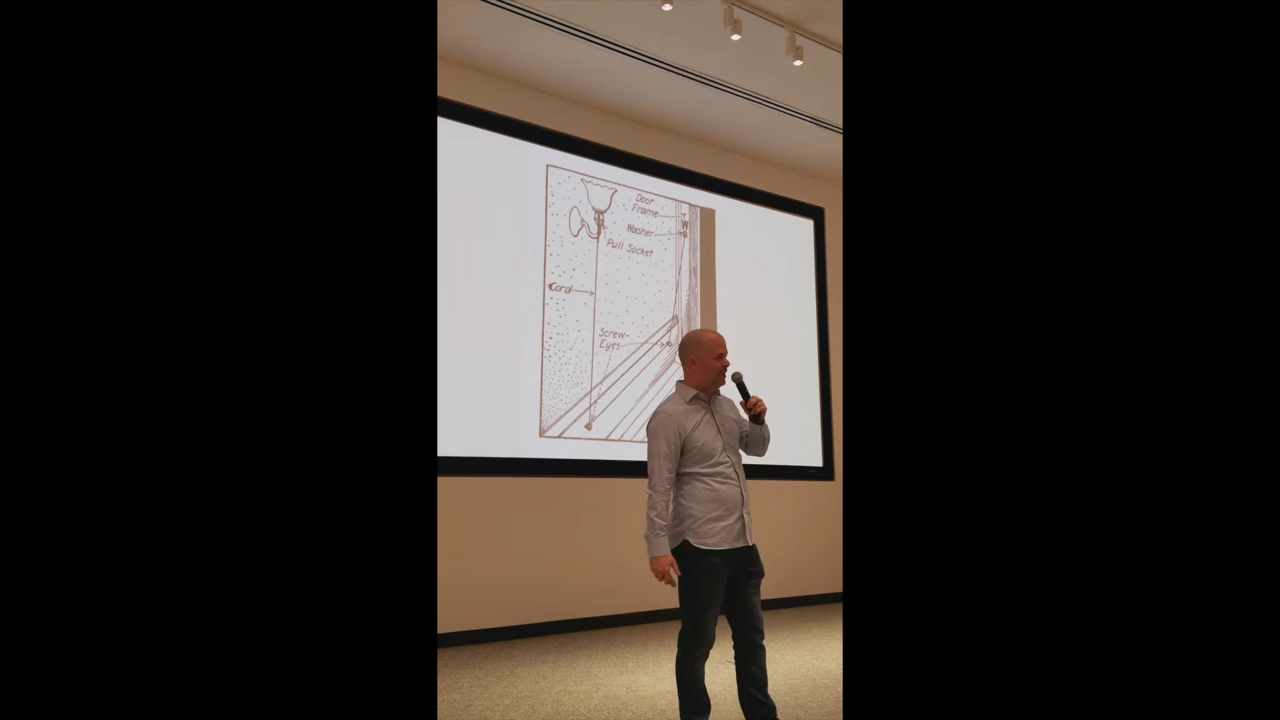 Door
Frame
W
Washer
Pull Socket
Cord
Screw-
Eyes